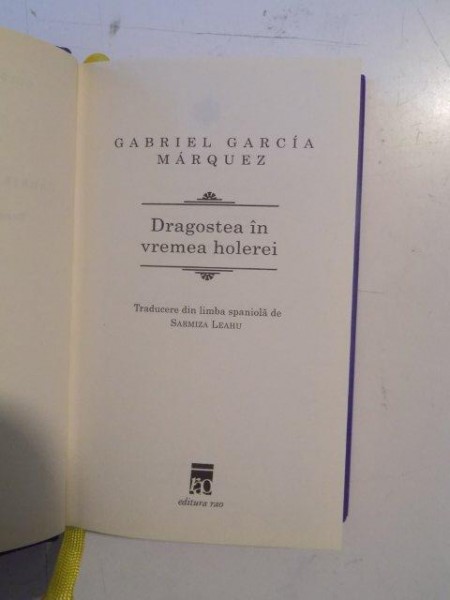 GABRIEL GARCÍA
MÁRQUEZ
Dragostea în
vremea holerei
Traducere din limba spaniolă de
SARMIZA LEAHU
rao
editura rao